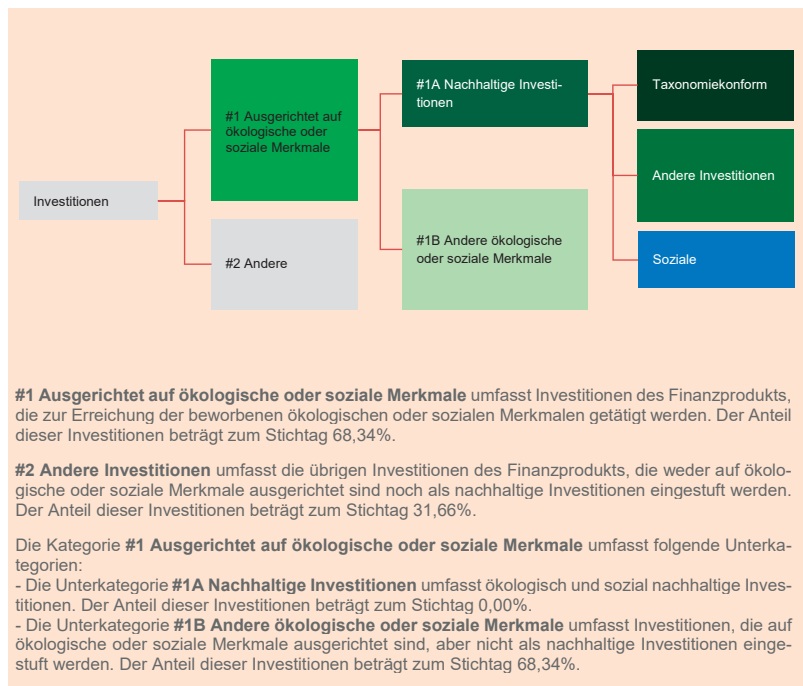 Investitionen
#1 Ausgerichtet auf
ökologische oder
soziale Merkmale
#2 Andere
#1A Nachhaltige Investi-
tionen
#1B Andere ökologische
oder soziale Merkmale
Taxonomiekonform
Andere Investitionen
Soziale
#1 Ausgerichtet auf ökologische oder soziale Merkmale umfasst Investitionen des Finanzprodukts,
die zur Erreichung der beworbenen ökologischen oder sozialen Merkmalen getätigt werden. Der Anteil
dieser Investitionen beträgt zum Stichtag 68,34%.
#2 Andere Investitionen umfasst die übrigen Investitionen des Finanzprodukts, die weder auf ökolo-
gische oder soziale Merkmale ausgerichtet sind noch als nachhaltige Investitionen eingestuft werden.
Der Anteil dieser Investitionen beträgt zum Stichtag 31,66%.
Die Kategorie #1 Ausgerichtet auf ökologische oder soziale Merkmale umfasst folgende Unterka-
tegorien:
- Die Unterkategorie #1A Nachhaltige Investitionen umfasst ökologisch und sozial nachhaltige Inves-
titionen. Der Anteil dieser Investitionen beträgt zum Stichtag 0,00%.
- Die Unterkategorie #1B Andere ökologische oder soziale Merkmale umfasst Investitionen, die auf
ökologische oder soziale Merkmale ausgerichtet sind, aber nicht als nachhaltige Investitionen einge-
stuft werden. Der Anteil dieser Investitionen beträgt zum Stichtag 68,34%.